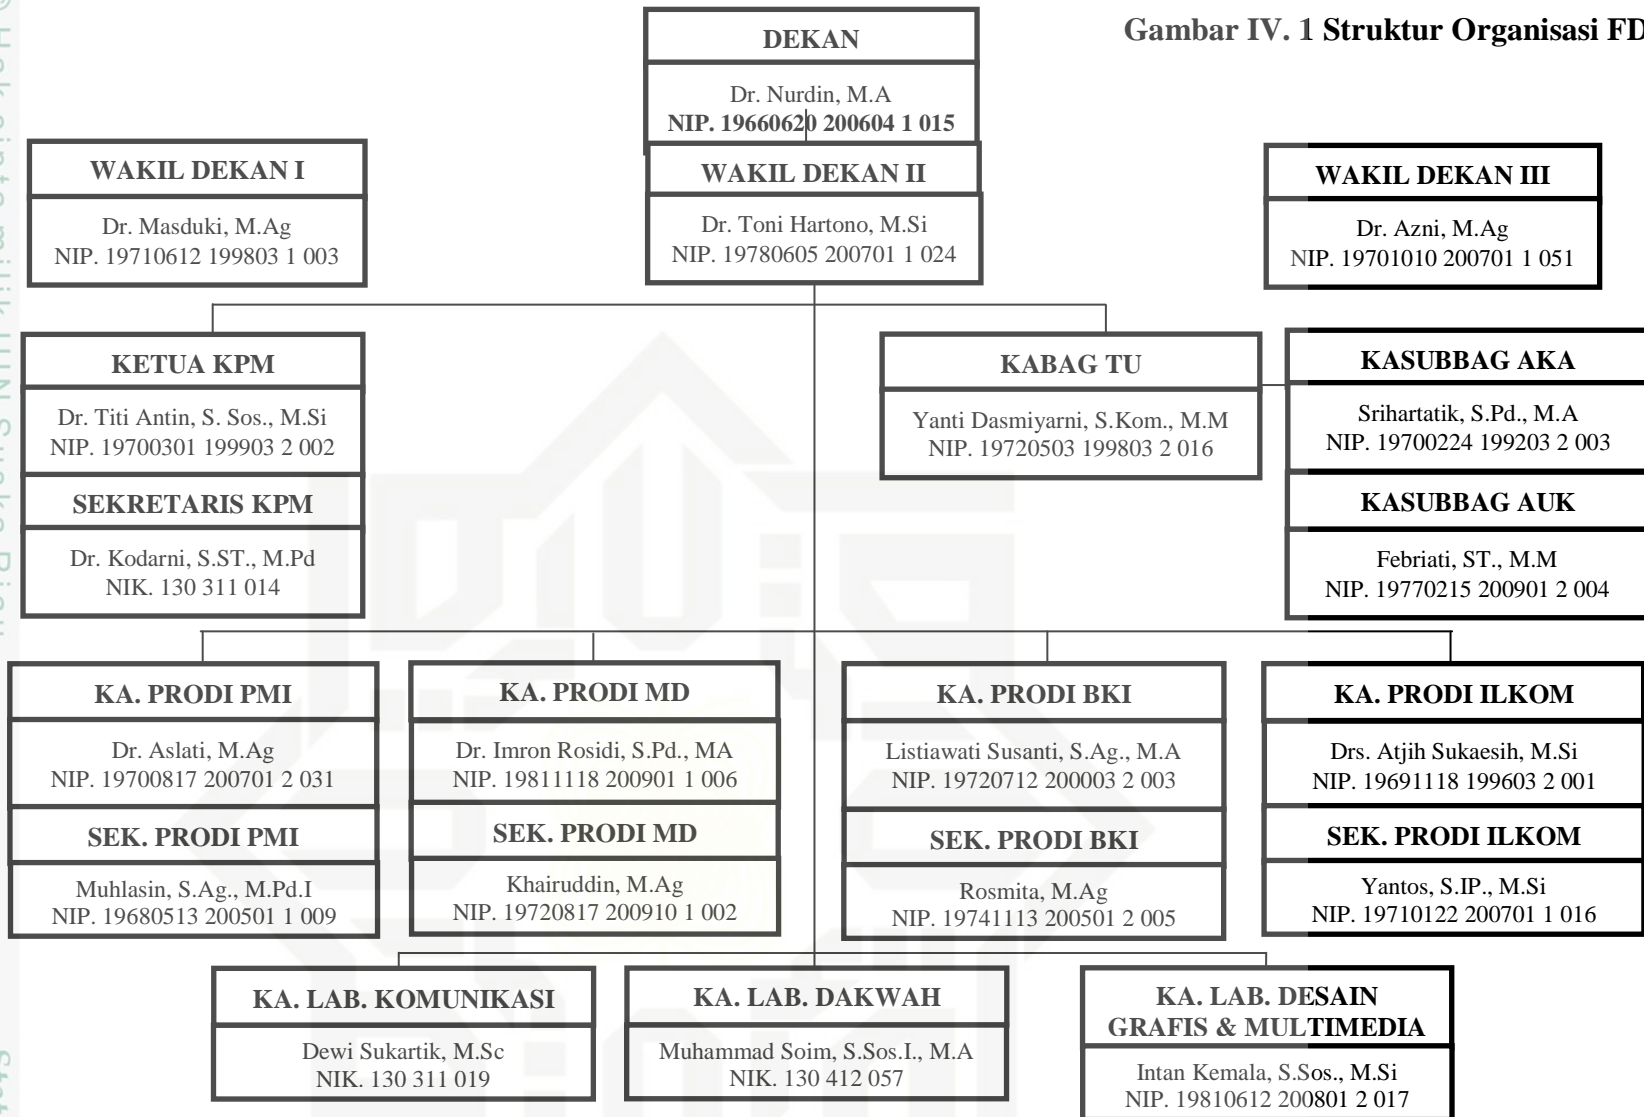 Gambar IV. 1 Struktur Organisasi FD
DEKAN
Dr. Nurdin, M.A
NIP. 19660620 200604 1 015
WAKIL DEKAN I
Dr. Masduki, M.Ag
NIP. 19710612 199803 1 003
WAKIL DEKAN II
Dr. Toni Hartono, M.Si
NIP. 19780605 200701 1 024
WAKIL DEKAN III
Dr. Azni, M.Ag
NIP. 19701010 200701 1 051
KETUA KPM
Dr. Titi Antin, S. Sos., M.Si
NIP. 19700301 199903 2 002
SEKRETARIS KPM
Dr. Kodarni, S.ST., M.Pd
NIK. 130 311 014
KABAG TU
Yanti Dasmiyarni, S.Kom., M.M
NIP. 19720503 199803 2 016
KASUBBAG AKA
Srihartatik, S.Pd., M.A
NIP. 19700224 199203 2 003
KASUBBAG AUK
Febriati, ST., M.M
NIP. 19770215 200901 2 004
KA. PRODI PMI
Dr. Aslati, M.Ag
NIP. 19700817 200701 2 031
SEK. PRODI PMI
Muhlasin, S.Ag., M.Pd.I
NIP. 19680513 200501 1 009
KA. PRODI MD
Dr. Imron Rosidi, S.Pd., MA
NIP. 19811118 200901 1 006
SEK. PRODI MD
Khairuddin, M.Ag
NIP. 19720817 200910 1 002
KA. PRODI BKI
Listiawati Susanti, S.Ag., M.A
NIP. 19720712 200003 2 003
SEK. PRODI BKI
Rosmita, M.Ag
NIP. 19741113 200501 2 005
KA. PRODI ILKOM
Drs. Atjih Sukaesih, M.Si
NIP. 19691118 199603 2 001
SEK. PRODI ILKOM
Yantos, S.IP., M.Si
NIP. 19710122 200701 1 016
KA. LAB. KOMUNIKASI
Dewi Sukartik, M.Sc
NIK. 130 311 019
KA. LAB. DAKWAH
Muhammad Soim, S.Sos.I., M.A
NIK. 130 412 057
KA. LAB. DESAIN
GRAFIS & MULTIMEDIA
Intan Kemala, S.Sos., M.Si
NIP. 19810612 200801 2 017